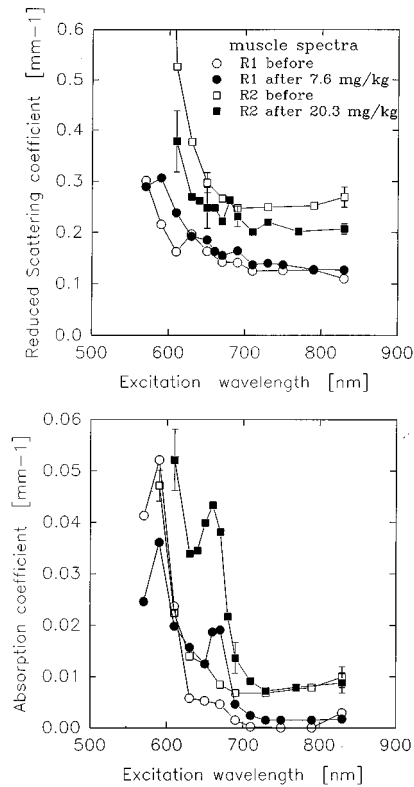 muscle spectra
R1 before
R1 after 7.6 mg/kg
R2 before
R2 after 20.3 mg/kg
Reduced Scattering coefficient [mm-1]
0.6
0.5
0.4
0.3
0.2
0.1
0.0
500 600 700 800 900
Excitation wavelength [nm]
Absorption coefficient [mm-1]
0.06
0.05
0.04
0.03
0.02
0.01
0.00
500 600 700 800 900
Excitation wavelength [nm]